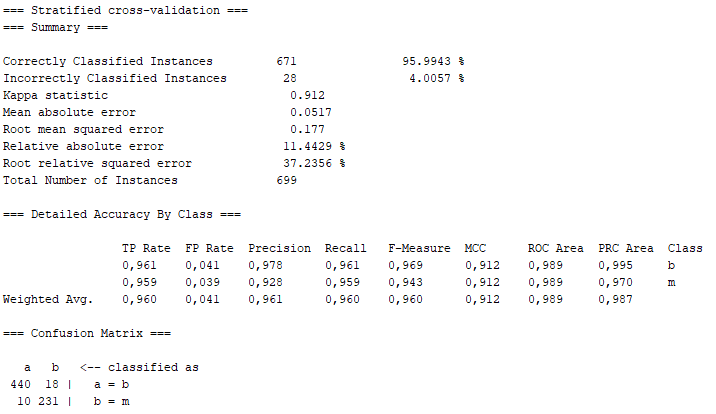 === Stratified cross-validation ===
=== Summary ===
Correctly Classified Instances 671 95.9943 %
Incorrectly Classified Instances 28 4.0057 %
Kappa statistic 0.912
Mean absolute error 0.0517
Root mean squared error 0.177
Relative absolute error 11.4429 %
Root relative squared error 37.2356 %
Total Number of Instances 699
=== Detailed Accuracy By Class ===
TP Rate FP Rate Precision Recall F-Measure MCC ROC Area PRC Area Class
0,961 0,041 0,978 0,961 0,969 0,912 0,989 0,995 b
0,959 0,039 0,928 0,959 0,943 0,912 0,989 0,970 m
Weighted Avg. 0,960 0,041 0,961 0,960 0,960 0,912 0,989 0,987
=== Confusion Matrix ===
a b <-- classified as
440 18 | a = b
10 231 | b = m